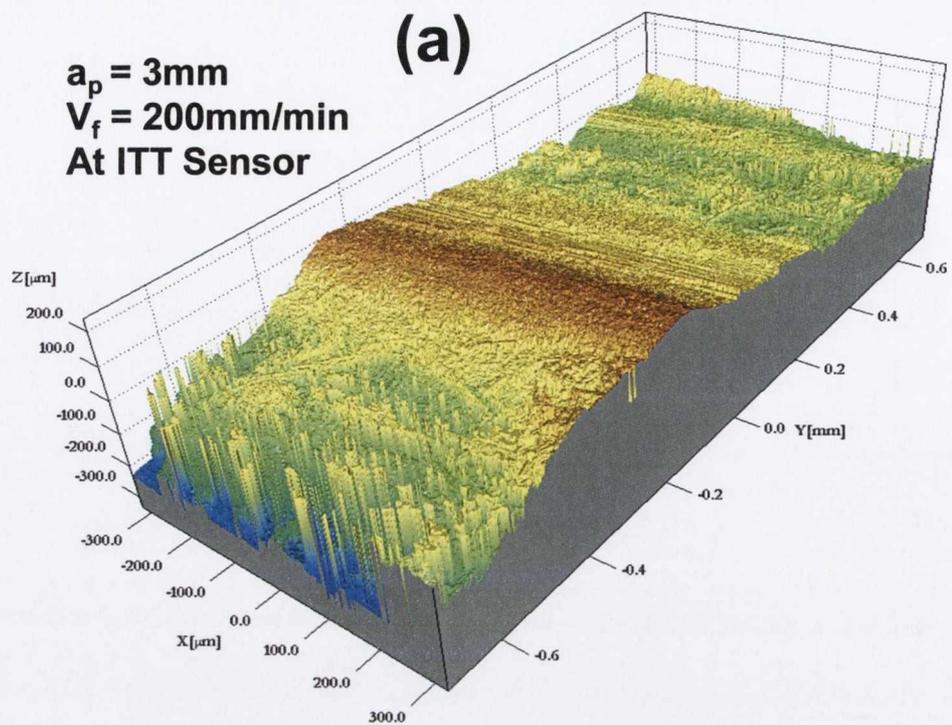 (a)
aₚ = 3mm
V_f = 200mm/min
At ITT Sensor
Z[μm]
200.0
100.0
0.0
-100.0
-200.0
-300.0
-300.0
-200.0
-100.0
0.0
X[μm]
100.0
200.0
300.0
0.6
0.4
0.2
0.0 Y[mm]
-0.2
-0.4
-0.6